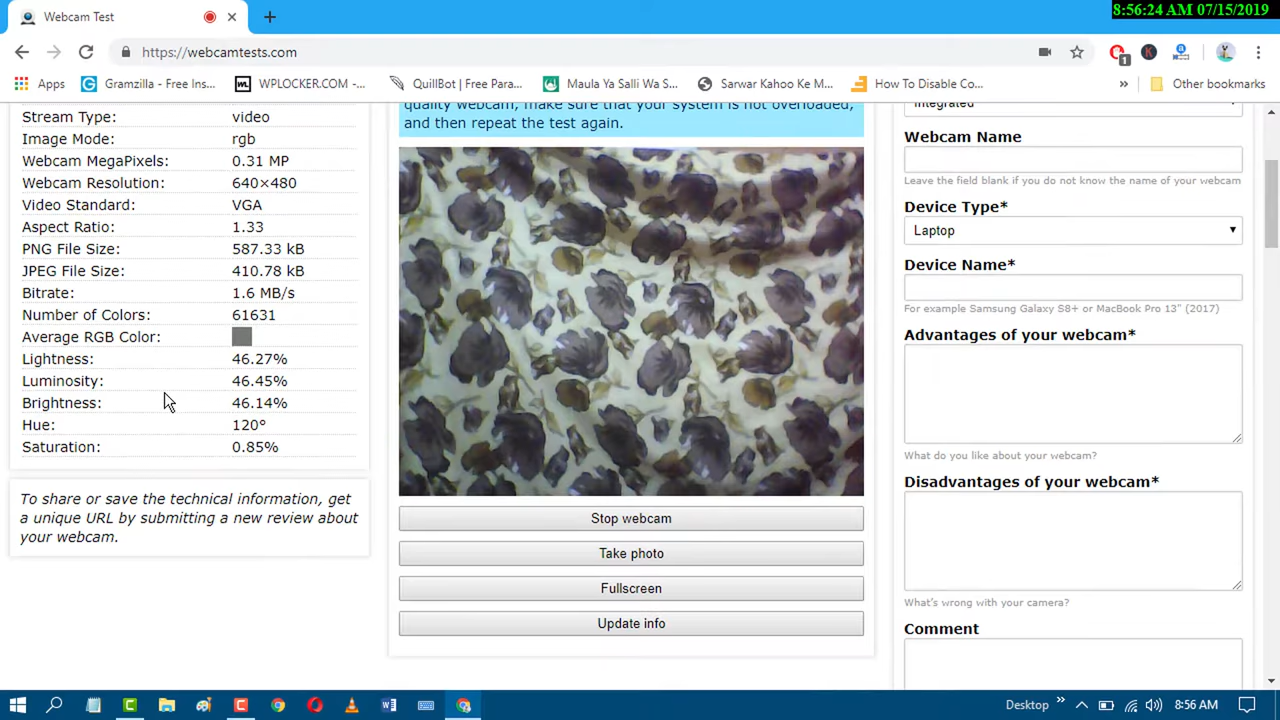 8:56:24 AM 07/15/2019
Webcam Test
https://webcamtests.com
1
Apps
Gramzilla - Free Ins...
WPLOCKER.COM -...
QuillBot | Free Para...
Maula Ya Salli Wa S...
Sarwar Kahoo Ke M...
How To Disable Co...
»
Other bookmarks
Stream Type: video
Image Mode: rgb
Webcam MegaPixels: 0.31 MP
Webcam Resolution: 640×480
Video Standard: VGA
Aspect Ratio: 1.33
PNG File Size: 587.33 kB
JPEG File Size: 410.78 kB
Bitrate: 1.6 MB/s
Number of Colors: 61631
Average RGB Color:
Lightness: 46.27%
Luminosity: 46.45%
Brightness: 46.14%
Hue: 120°
Saturation: 0.85%
To share or save the technical information, get
a unique URL by submitting a new review about
your webcam.
quality webcam, make sure that your system is not overloaded,
and then repeat the test again.
Stop webcam
Take photo
Fullscreen
Update info
Integrated
Webcam Name
Leave the field blank if you do not know the name of your webcam
Device Type*
Laptop
Device Name*
For example Samsung Galaxy S8+ or MacBook Pro 13" (2017)
Advantages of your webcam*
What do you like about your webcam?
Disadvantages of your webcam*
What's wrong with your camera?
Comment
Desktop »
8:56 AM